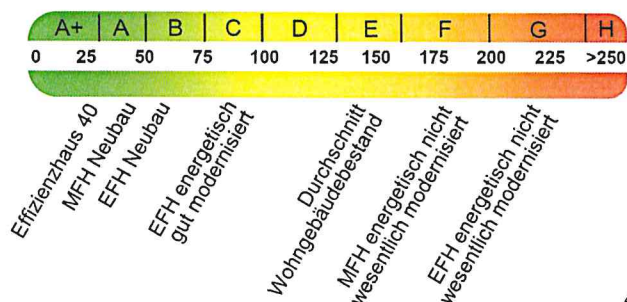 A+ A B C D E F G H
0 25 50 75 100 125 150 175 200 225 >250
Effizienzhaus 40
MFH Neubau
EFH Neubau
EFH energetisch
gut modernisiert
Durchschnitt
Wohngebäudebestand
MFH energetisch nicht
wesentlich modernisiert
EFH energetisch nicht
wesentlich modernisiert